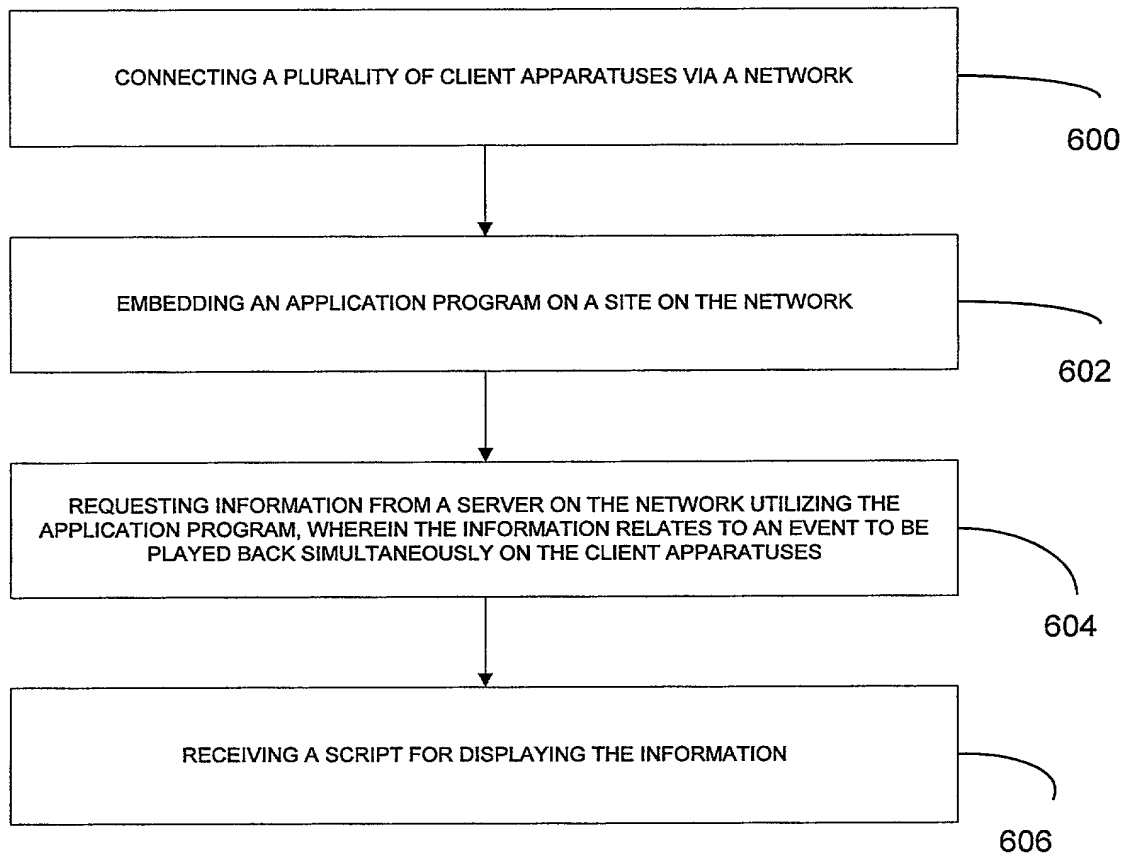 CONNECTING A PLURALITY OF CLIENT APPARATUSES VIA A NETWORK
600
EMBEDDING AN APPLICATION PROGRAM ON A SITE ON THE NETWORK
602
REQUESTING INFORMATION FROM A SERVER ON THE NETWORK UTILIZING THE
APPLICATION PROGRAM, WHEREIN THE INFORMATION RELATES TO AN EVENT TO BE
PLAYED BACK SIMULTANEOUSLY ON THE CLIENT APPARATUSES
604
RECEIVING A SCRIPT FOR DISPLAYING THE INFORMATION
606